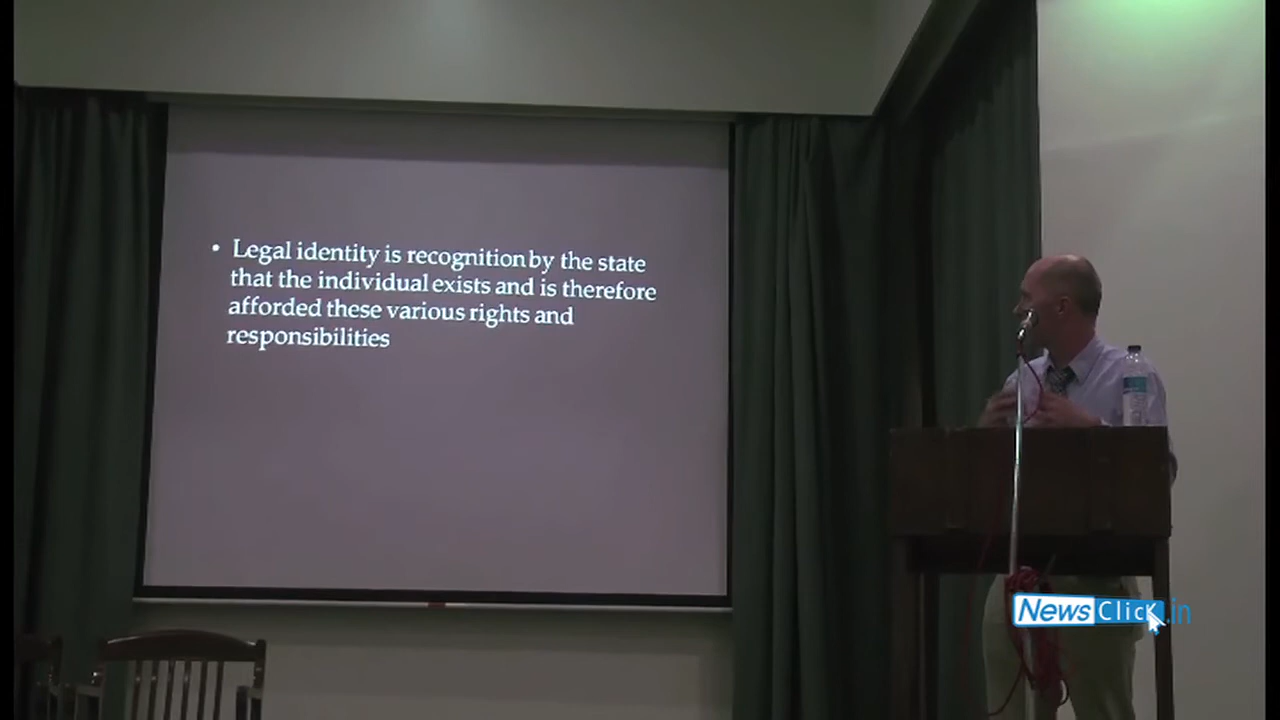 • Legal identity is recognition by the state
that the individual exists and is therefore
afforded these various rights and
responsibilities
NewsClick.in